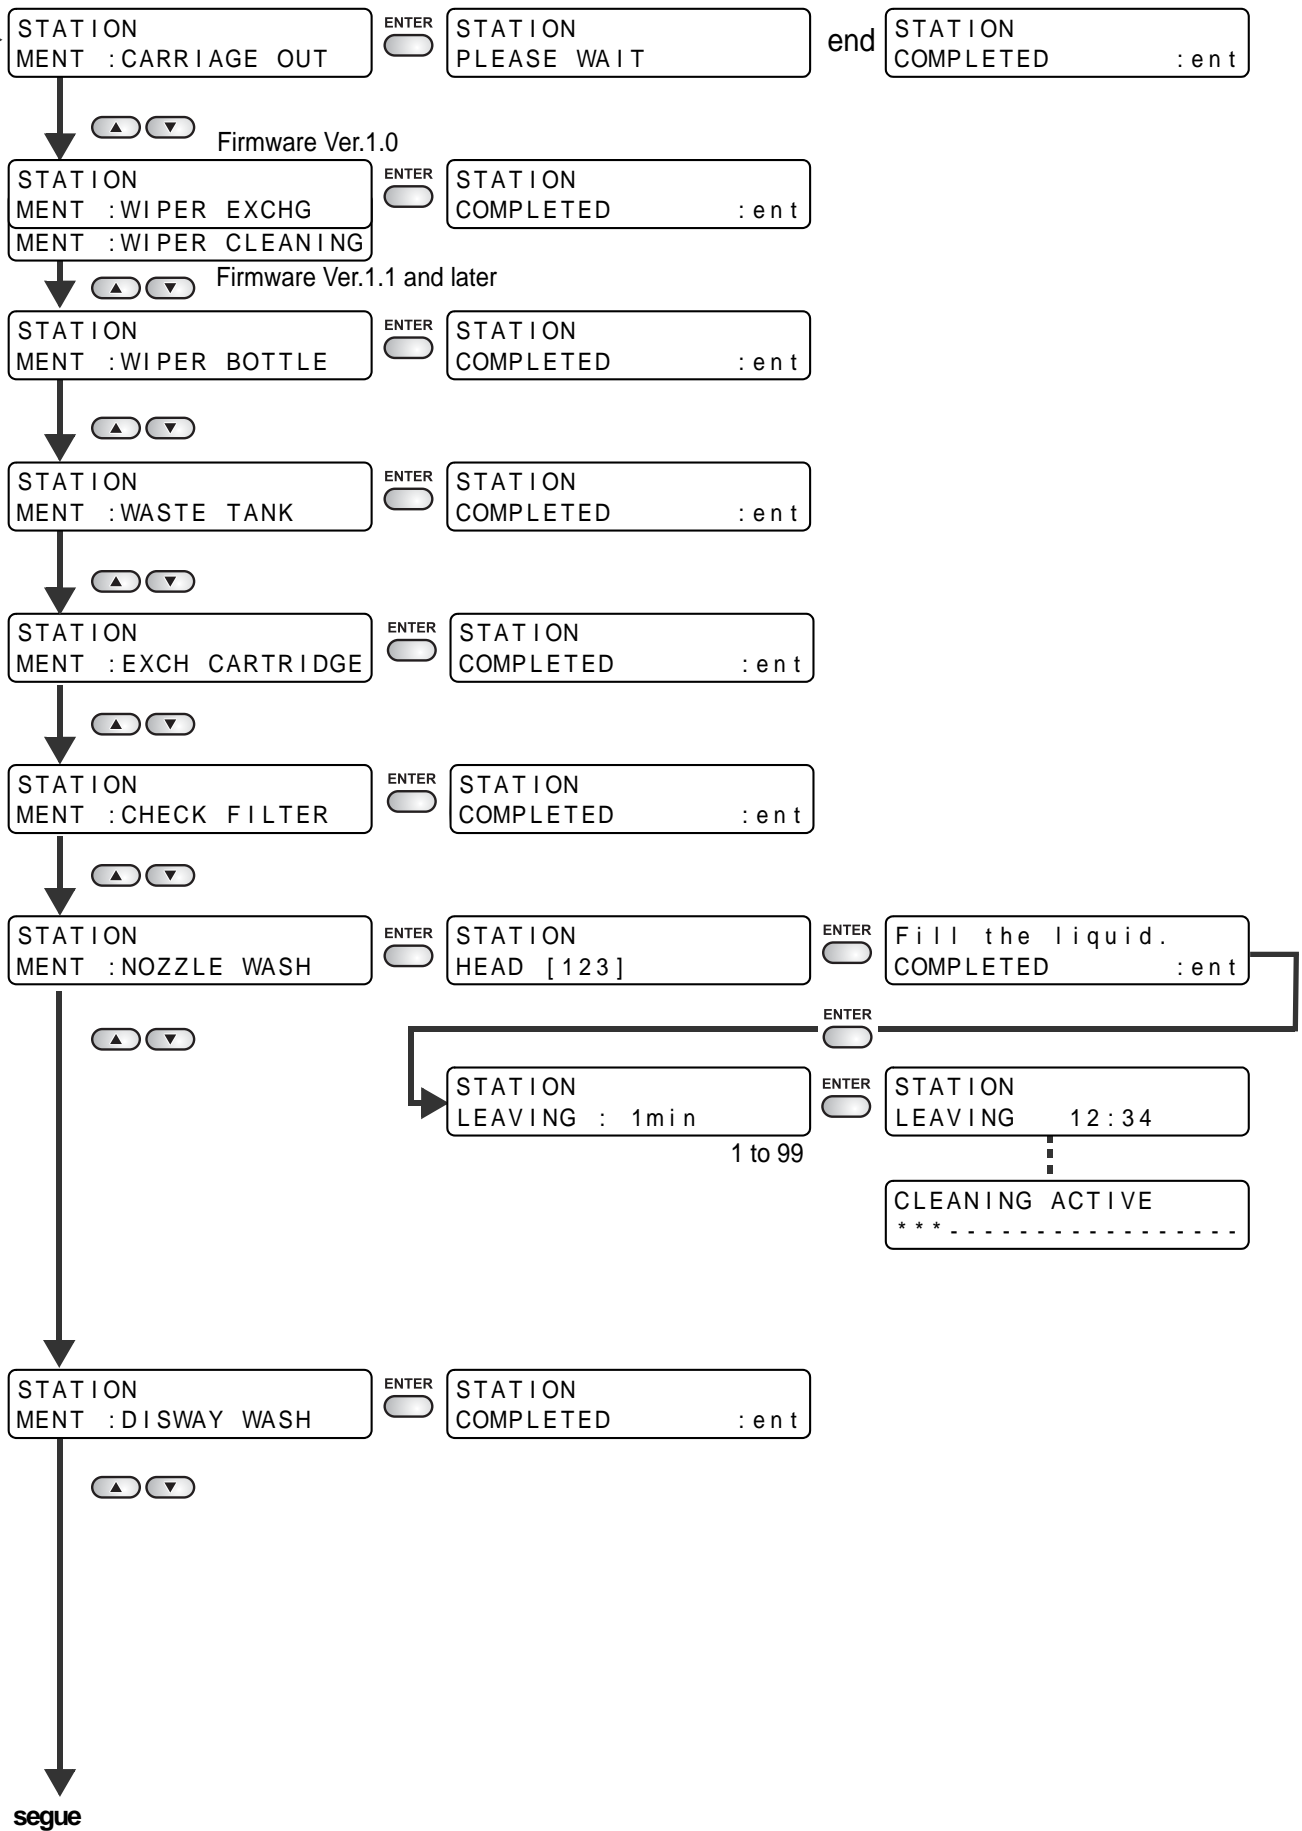 STATION
MENT :CARRIAGE OUT
ENTER
STATION
PLEASE WAIT
end
STATION
COMPLETED :ent
Firmware Ver.1.0
STATION
MENT :WIPER EXCHG
MENT :WIPER CLEANING
ENTER
STATION
COMPLETED :ent
Firmware Ver.1.1 and later
STATION
MENT :WIPER BOTTLE
ENTER
STATION
COMPLETED :ent
STATION
MENT :WASTE TANK
ENTER
STATION
COMPLETED :ent
STATION
MENT :EXCH CARTRIDGE
ENTER
STATION
COMPLETED :ent
STATION
MENT :CHECK FILTER
ENTER
STATION
COMPLETED :ent
STATION
MENT :NOZZLE WASH
ENTER
STATION
HEAD [123]
ENTER
Fill the liquid.
COMPLETED :ent
ENTER
STATION
LEAVING : 1min
1 to 99
ENTER
STATION
LEAVING 12:34
CLEANING ACTIVE
***-----------------
STATION
MENT :DISWAY WASH
ENTER
STATION
COMPLETED :ent
segue